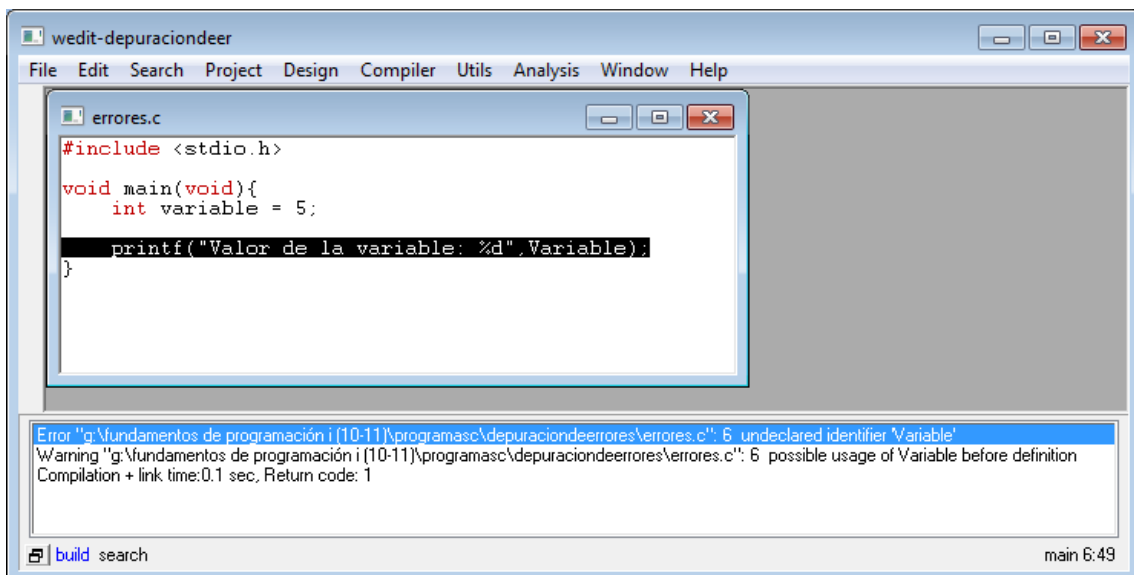 wedit-depuraciondeer
File Edit Search Project Design Compiler Utils Analysis Window Help
errores.c
#include <stdio.h>
void main(void){
int variable = 5;
printf("Valor de la variable: %d",Variable);
}
Error "g:\fundamentos de programación i (10-11)\programasc\depuraciondeerrores\errores.c": 6 undeclared identifier 'Variable'
Warning "g:\fundamentos de programación i (10-11)\programasc\depuraciondeerrores\errores.c": 6 possible usage of Variable before definition
Compilation + link time:0.1 sec, Return code: 1
build search main 6:49